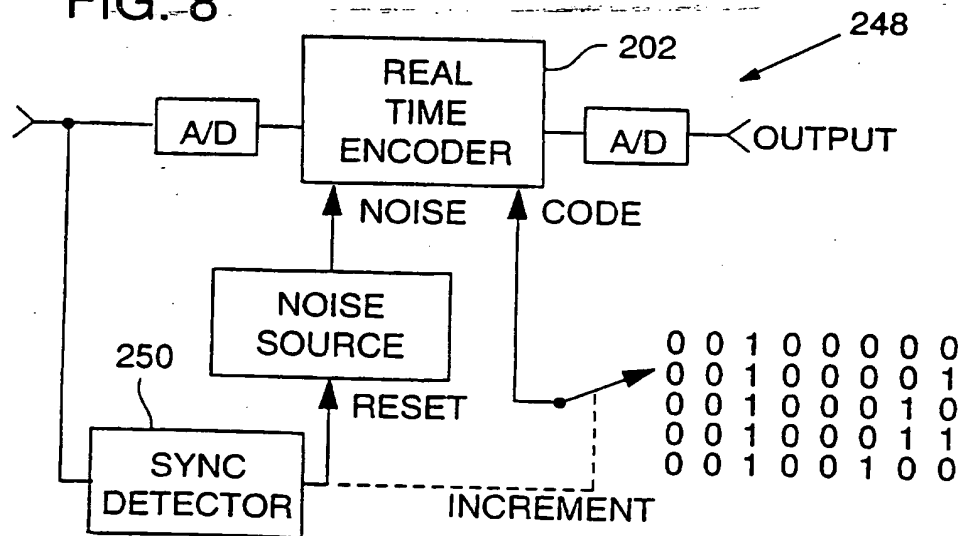 FIG. 8
248
202
REAL
TIME
ENCODER
A/D
A/D
OUTPUT
NOISE
CODE
NOISE
SOURCE
250
RESET
SYNC
DETECTOR
INCREMENT
0 0 1 0 0 0 0 0
0 0 1 0 0 0 0 1
0 0 1 0 0 0 1 0
0 0 1 0 0 0 1 1
0 0 1 0 0 1 0 0